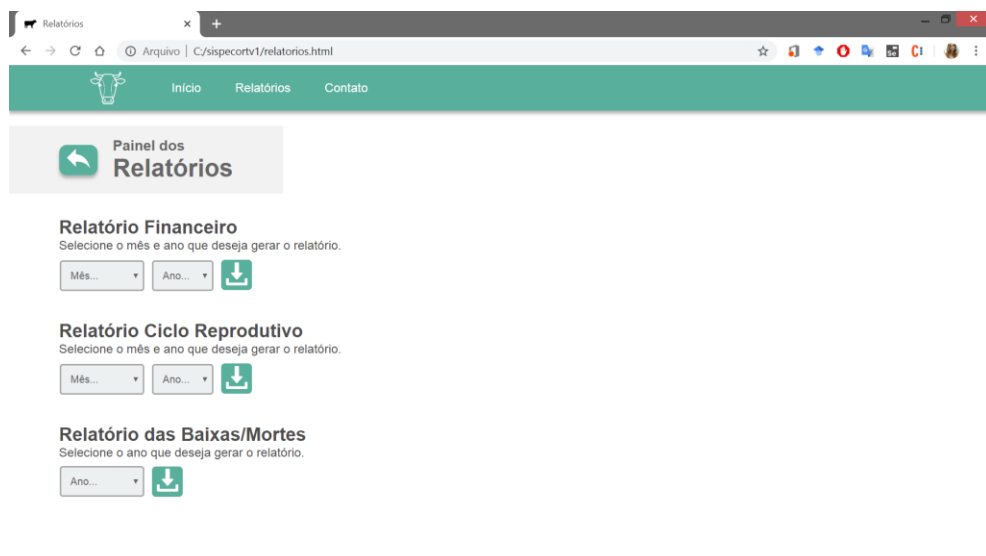 Relatórios
Arquivo | C:/sispecortv1/relatorios.html
Início Relatórios Contato
Painel dos
Relatórios
Relatório Financeiro
Selecione o mês e ano que deseja gerar o relatório.
Mês... Ano...
Relatório Ciclo Reprodutivo
Selecione o mês e ano que deseja gerar o relatório.
Mês... Ano...
Relatório das Baixas/Mortes
Selecione o ano que deseja gerar o relatório.
Ano...